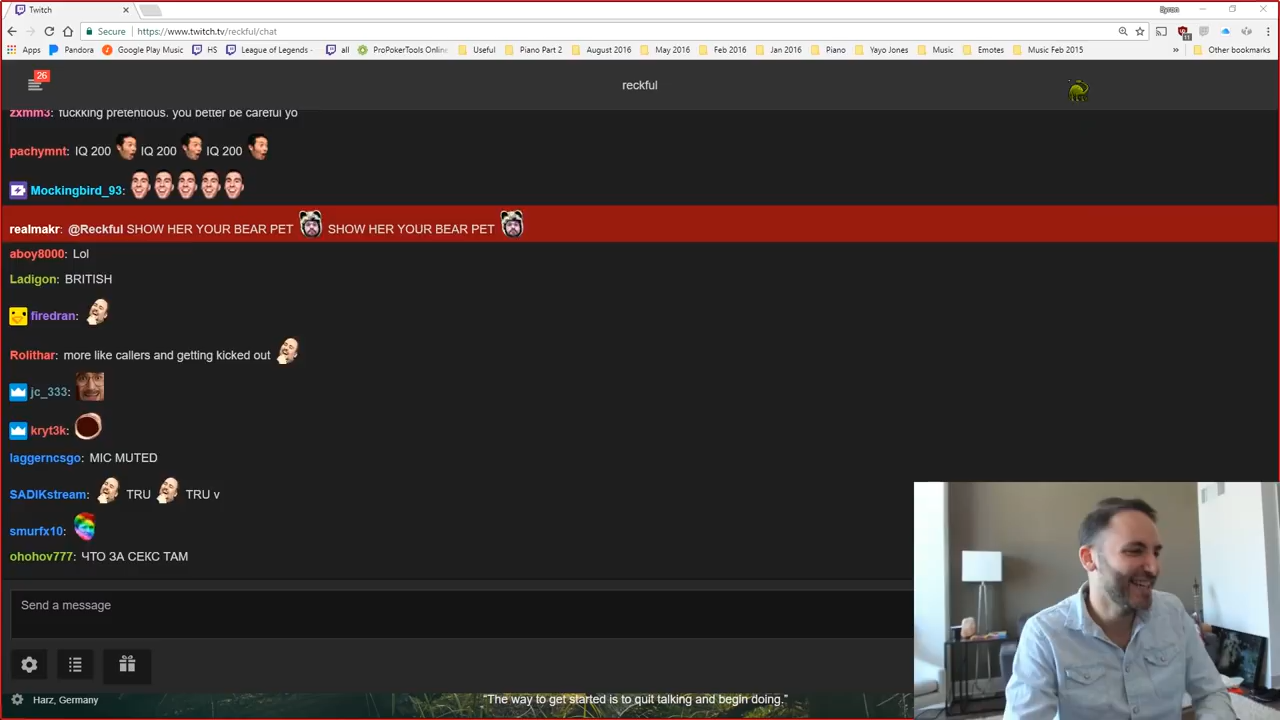 Twitch
Byron
Secure https://www.twitch.tv/reckful/chat
Apps Pandora Google Play Music HS League of Legends - all ProPokerTools Online Useful Piano Part 2 August 2016 May 2016 Feb 2016 Jan 2016 Piano Yayo Jones Music Emotes Music Feb 2015 » Other bookmarks
26
reckful
zxmm3: fuckking pretentious. you better be careful yo
pachymnt: IQ 200 IQ 200 IQ 200
Mockingbird_93:
realmakr: @Reckful SHOW HER YOUR BEAR PET SHOW HER YOUR BEAR PET
aboy8000: Lol
Ladigon: BRITISH
firedran:
Rolithar: more like callers and getting kicked out
jc_333:
kryt3k:
laggerncsgo: MIC MUTED
SADIKstream: TRU TRU v
smurfx10:
ohohov777: ЧТО ЗА СЕКС ТАМ
Send a message
Harz, Germany
“The way to get started is to quit talking and begin doing.”